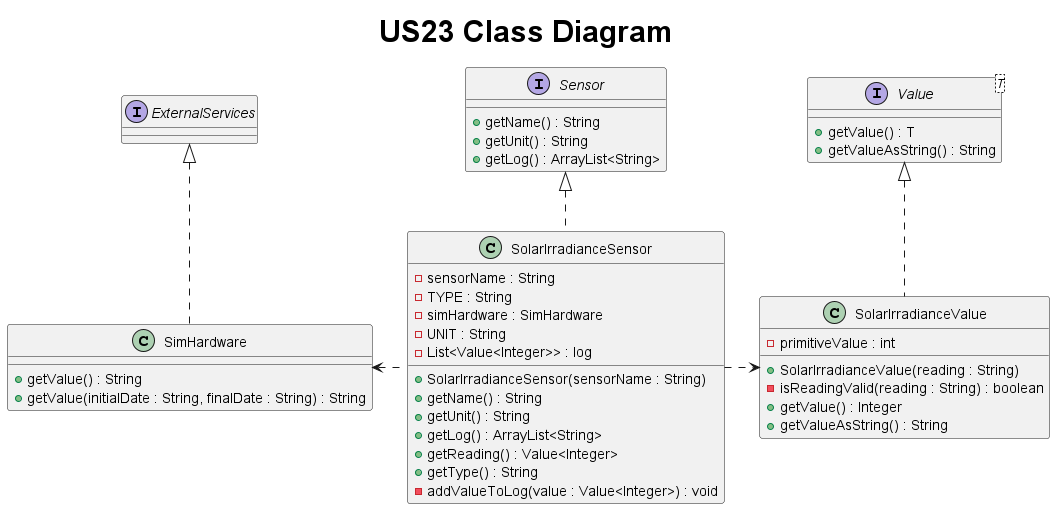 US23 Class Diagram
I ExternalServices
I Sensor
getName() : String
getUnit() : String
getLog() : ArrayList<String>
I Value
T
getValue() : T
getValueAsString() : String
C SimHardware
getValue() : String
getValue(initialDate : String, finalDate : String) : String
C SolarIrradianceSensor
sensorName : String
TYPE : String
simHardware : SimHardware
UNIT : String
List<Value<Integer>> : log
SolarIrradianceSensor(sensorName : String)
getName() : String
getUnit() : String
getLog() : ArrayList<String>
getReading() : Value<Integer>
getType() : String
addValueToLog(value : Value<Integer>) : void
C SolarIrradianceValue
primitiveValue : int
SolarIrradianceValue(reading : String)
isReadingValid(reading : String) : boolean
getValue() : Integer
getValueAsString() : String